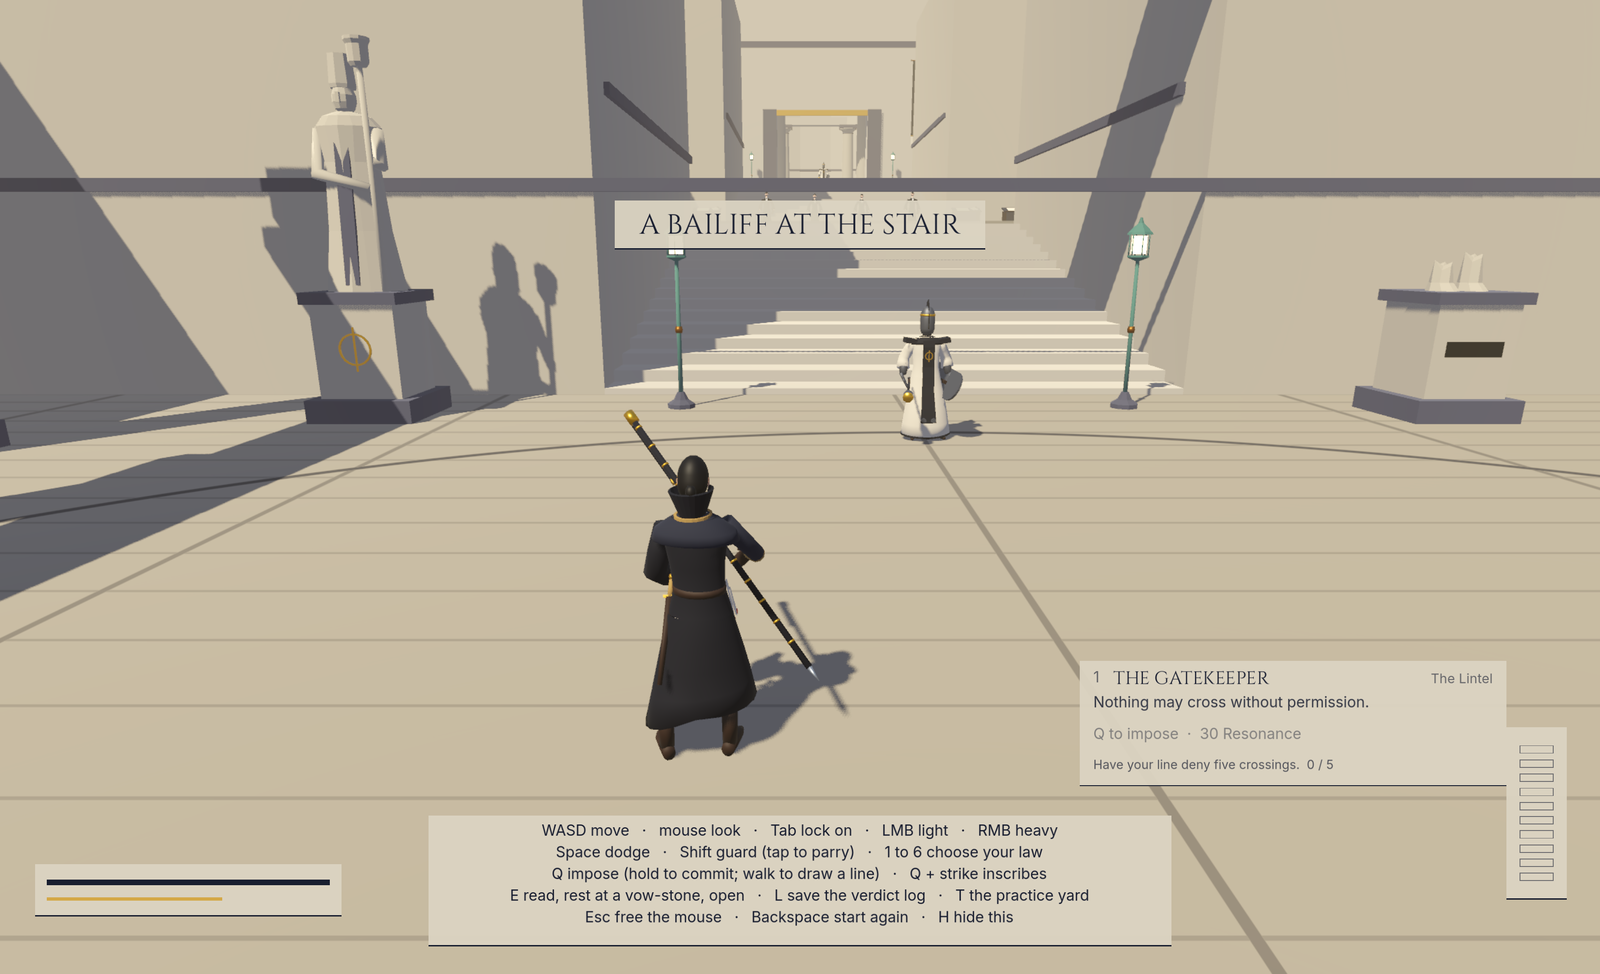 A BAILIFF AT THE STAIR
1 THE GATEKEEPER The Lintel
Nothing may cross without permission.
Q to impose · 30 Resonance
Have your line deny five crossings. 0 / 5
WASD move · mouse look · Tab lock on · LMB light · RMB heavy
Space dodge · Shift guard (tap to parry) · 1 to 6 choose your law
Q impose (hold to commit; walk to draw a line) · Q + strike inscribes
E read, rest at a vow-stone, open · L save the verdict log · T the practice yard
Esc free the mouse · Backspace start again · H hide this